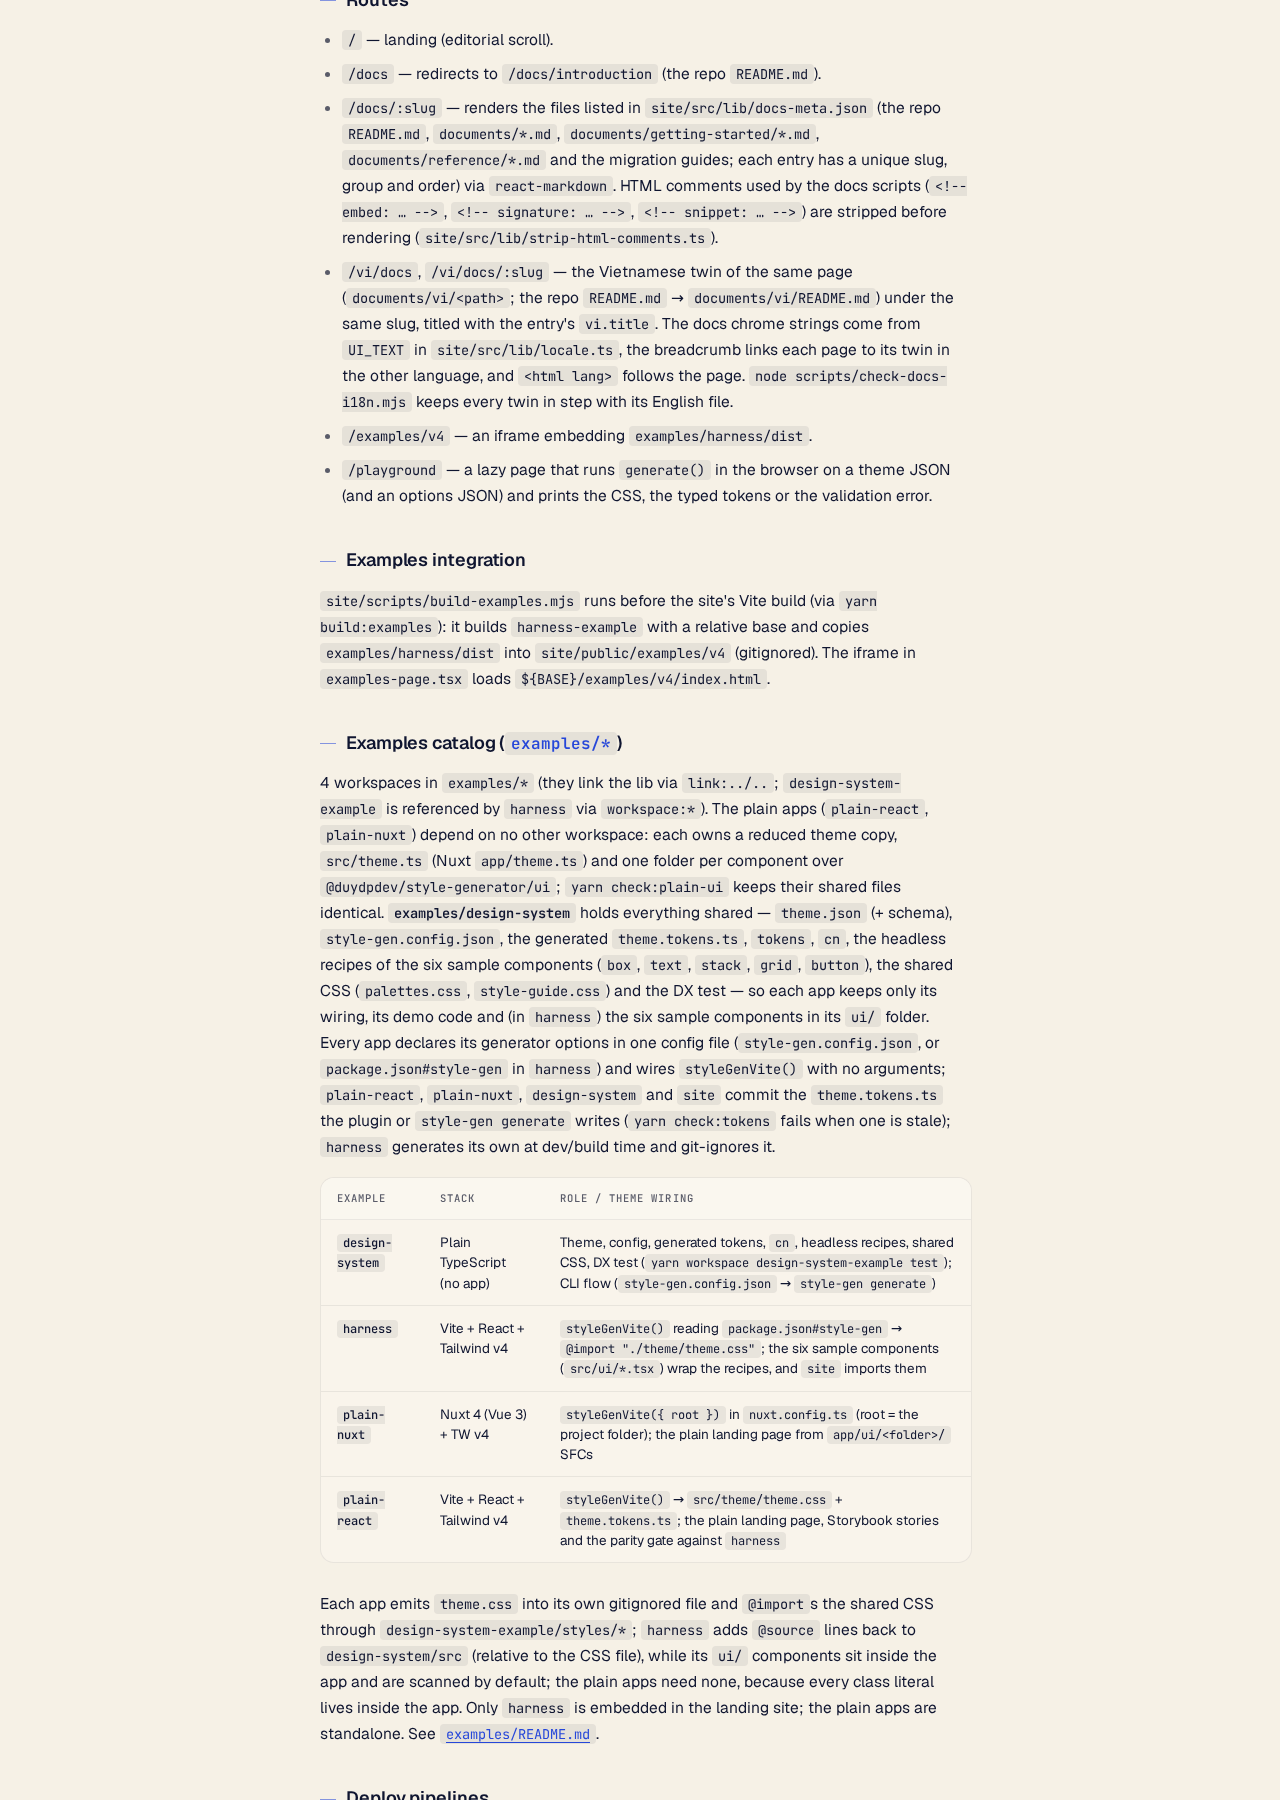 — Routes
• / — landing (editorial scroll).
• /docs — redirects to /docs/introduction (the repo README.md ).
• /docs/:slug — renders the files listed in site/src/lib/docs-meta.json (the repo
README.md , documents/*.md , documents/getting-started/*.md ,
documents/reference/*.md and the migration guides; each entry has a unique slug,
group and order) via react-markdown . HTML comments used by the docs scripts ( <!--
embed: … --> , <!-- signature: … --> , <!-- snippet: … --> ) are stripped before
rendering ( site/src/lib/strip-html-comments.ts ).
• /vi/docs , /vi/docs/:slug — the Vietnamese twin of the same page
( documents/vi/<path> ; the repo README.md → documents/vi/README.md ) under the
same slug, titled with the entry's vi.title . The docs chrome strings come from
UI_TEXT in site/src/lib/locale.ts , the breadcrumb links each page to its twin in
the other language, and <html lang> follows the page. node scripts/check-docs-
i18n.mjs keeps every twin in step with its English file.
• /examples/v4 — an iframe embedding examples/harness/dist .
• /playground — a lazy page that runs generate() in the browser on a theme JSON
(and an options JSON) and prints the CSS, the typed tokens or the validation error.
— Examples integration
site/scripts/build-examples.mjs runs before the site's Vite build (via yarn
build:examples ): it builds harness-example with a relative base and copies
examples/harness/dist into site/public/examples/v4 (gitignored). The iframe in
examples-page.tsx loads ${BASE}/examples/v4/index.html .
— Examples catalog ( examples/* )
4 workspaces in examples/* (they link the lib via link:../.. ; design-system-
example is referenced by harness via workspace:* ). The plain apps ( plain-react ,
plain-nuxt ) depend on no other workspace: each owns a reduced theme copy,
src/theme.ts (Nuxt app/theme.ts ) and one folder per component over
@duydpdev/style-generator/ui ; yarn check:plain-ui keeps their shared files
identical. examples/design-system holds everything shared — theme.json (+ schema),
style-gen.config.json , the generated theme.tokens.ts , tokens , cn , the headless
recipes of the six sample components ( box , text , stack , grid , button ), the shared
CSS ( palettes.css , style-guide.css ) and the DX test — so each app keeps only its
wiring, its demo code and (in harness ) the six sample components in its ui/ folder.
Every app declares its generator options in one config file ( style-gen.config.json , or
package.json#style-gen in harness ) and wires styleGenVite() with no arguments;
plain-react , plain-nuxt , design-system and site commit the theme.tokens.ts
the plugin or style-gen generate writes ( yarn check:tokens fails when one is stale);
harness generates its own at dev/build time and git-ignores it.
EXAMPLE STACK ROLE / THEME WIRING
design- Plain Theme, config, generated tokens, cn , headless recipes, shared
system TypeScript CSS, DX test ( yarn workspace design-system-example test );
(no app) CLI flow ( style-gen.config.json → style-gen generate )
harness Vite + React + styleGenVite() reading package.json#style-gen →
Tailwind v4 @import "./theme/theme.css" ; the six sample components
( src/ui/*.tsx ) wrap the recipes, and site imports them
plain- Nuxt 4 (Vue 3) styleGenVite({ root }) in nuxt.config.ts (root = the
nuxt + TW v4 project folder); the plain landing page from app/ui/<folder>/
SFCs
plain- Vite + React + styleGenVite() → src/theme/theme.css +
react Tailwind v4 theme.tokens.ts ; the plain landing page, Storybook stories
and the parity gate against harness
Each app emits theme.css into its own gitignored file and @import s the shared CSS
through design-system-example/styles/* ; harness adds @source lines back to
design-system/src (relative to the CSS file), while its ui/ components sit inside the
app and are scanned by default; the plain apps need none, because every class literal
lives inside the app. Only harness is embedded in the landing site; the plain apps are
standalone. See examples/README.md .
— Deploy pipelines